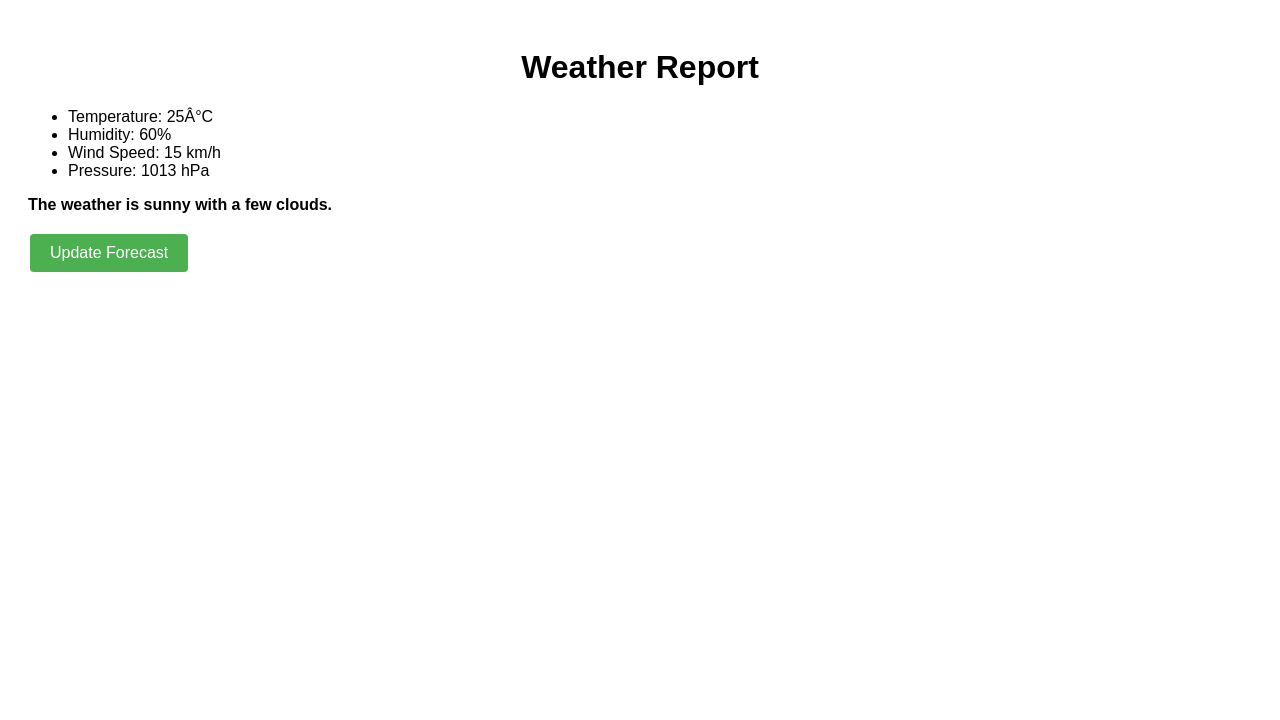 Weather Report
Temperature: 25Â°C
Humidity: 60%
Wind Speed: 15 km/h
Pressure: 1013 hPa
The weather is sunny with a few clouds.
Update Forecast